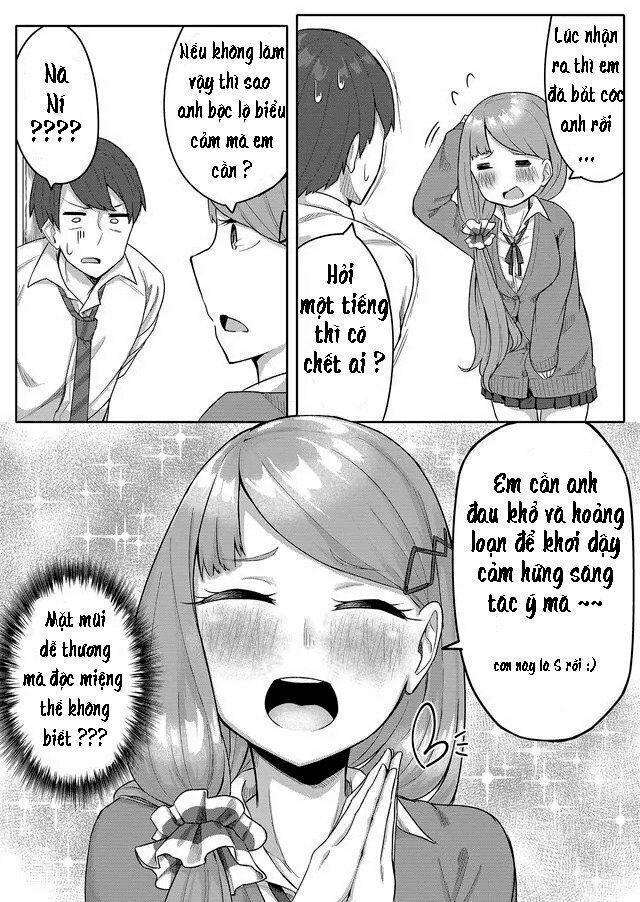 Lúc nhận
ra thì em
đã bắt cóc
anh rồi
...
Hỏi
một tiếng
thì có
chết ai ?
Nếu không làm
vậy thì sao
anh bộc lộ biểu
cảm mà em
cần ?
Nà
Ní
????
Em cần anh
đau khổ và hoảng
loạn để khơi dậy
cảm hứng sáng
tác ý mà ~~
con này là S rồi :)
Mặt mũi
dễ thương
mà độc miệng
thế không
biết ???